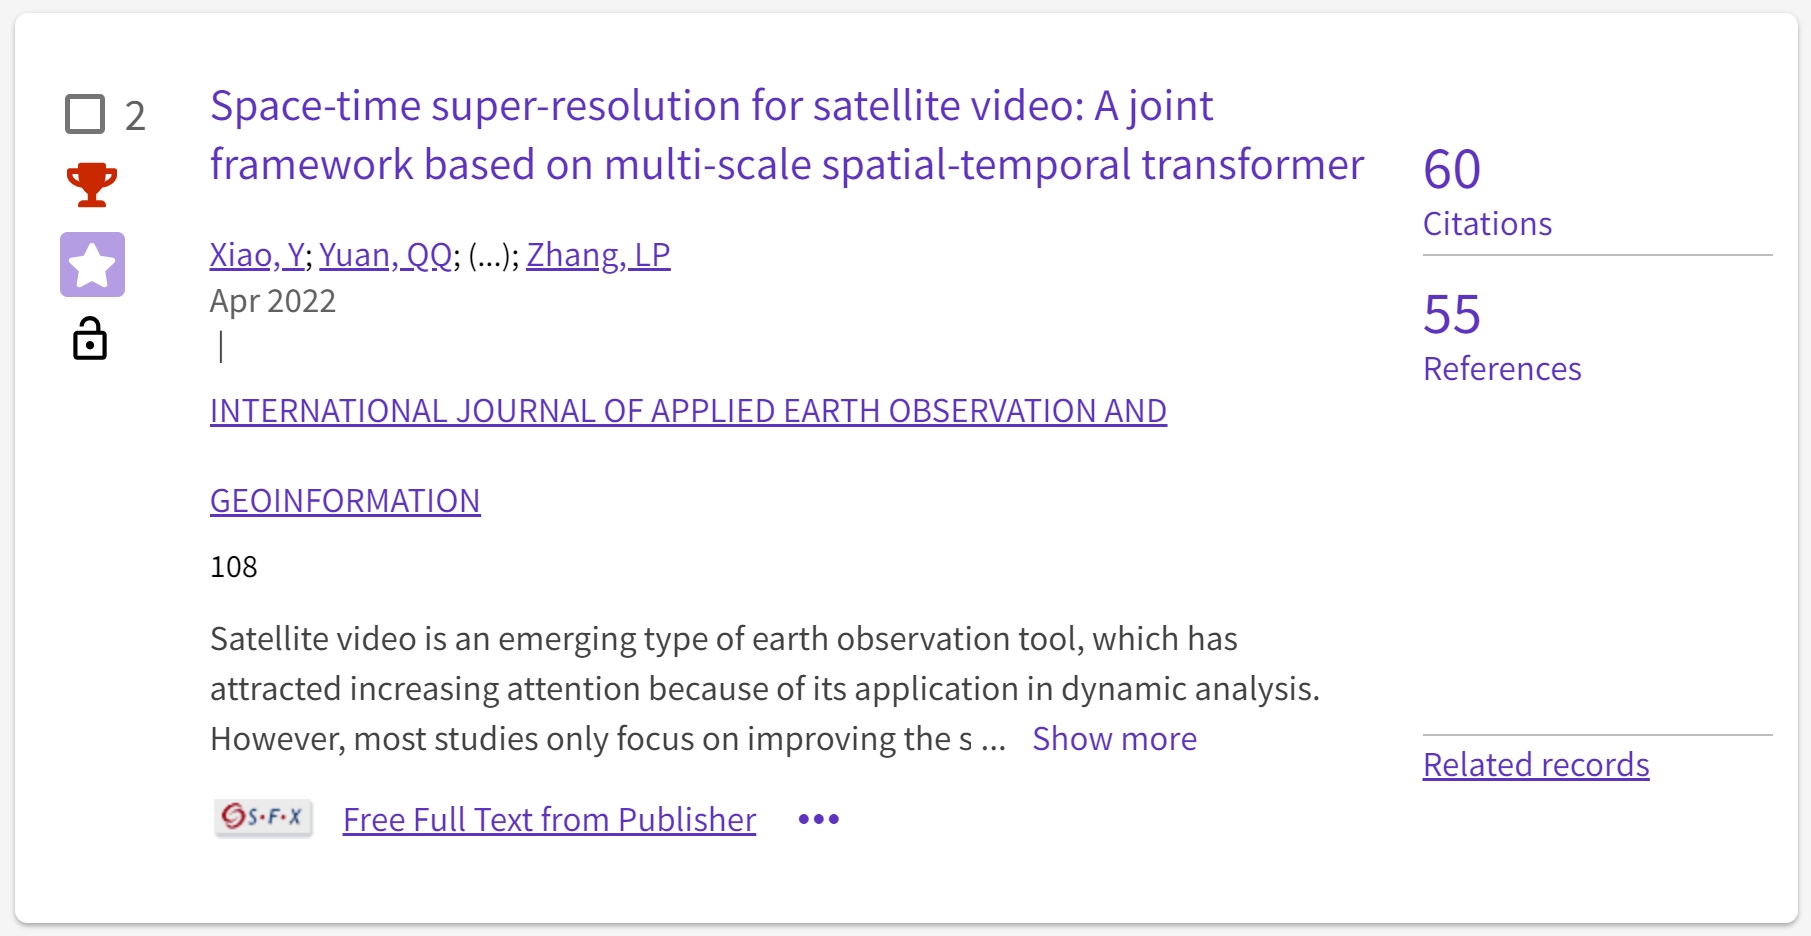 2
Space-time super-resolution for satellite video: A joint
framework based on multi-scale spatial-temporal transformer
Xiao, Y; Yuan, QQ; (...); Zhang, LP
Apr 2022
|
INTERNATIONAL JOURNAL OF APPLIED EARTH OBSERVATION AND
GEOINFORMATION
108
Satellite video is an emerging type of earth observation tool, which has
attracted increasing attention because of its application in dynamic analysis.
However, most studies only focus on improving the s ... Show more
S·F·X Free Full Text from Publisher •••
60
Citations
55
References
Related records